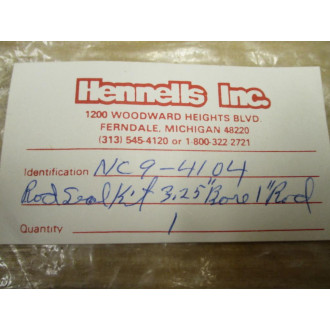 Hennells Inc.
1200 WOODWARD HEIGHTS BLVD.
FERNDALE, MICHIGAN 48220
(313) 545-4120 or 1-800-322-2721
Identification NC9-4104
Rod Seal Kit 3.25" Bore 1" Rod
Quantity 1